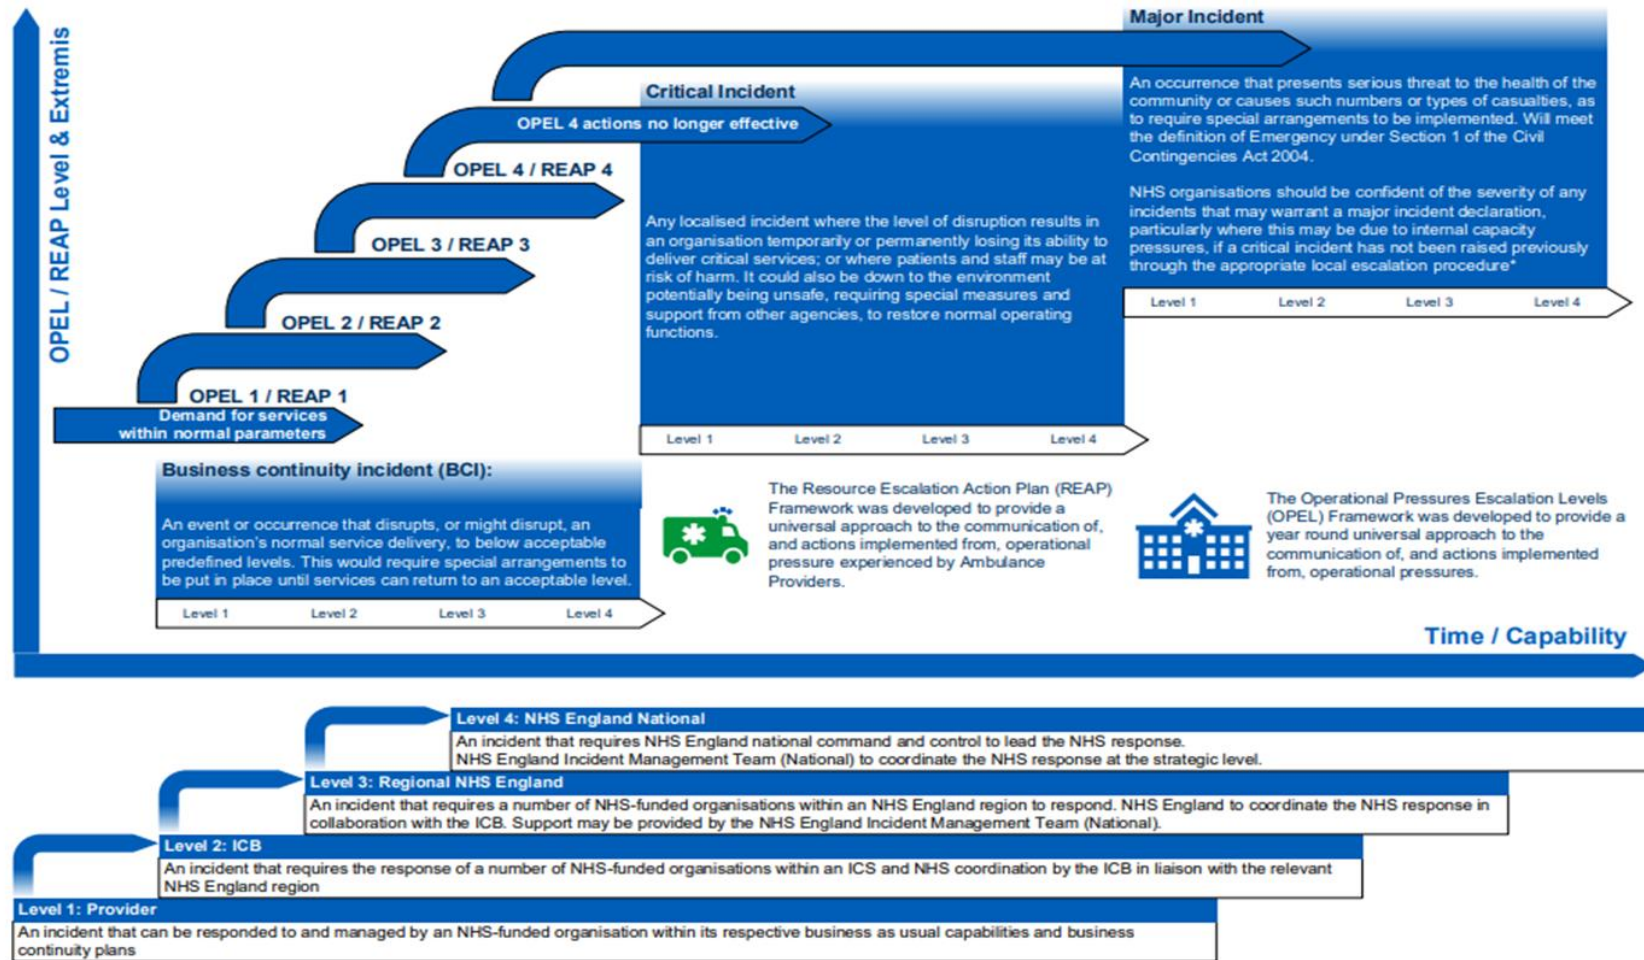 OPEL / REAP Level & Extremis
Major Incident
An occurrence that presents serious threat to the health of the
community or causes such numbers or types of casualties, as
to require special arrangements to be implemented. Will meet
the definition of Emergency under Section 1 of the Civil
Contingencies Act 2004.
NHS organisations should be confident of the severity of any
incidents that may warrant a major incident declaration,
particularly where this may be due to internal capacity
pressures, if a critical incident has not been raised previously
through the appropriate local escalation procedure*
Level 1 Level 2 Level 3 Level 4
Critical Incident
OPEL 4 actions no longer effective
Any localised incident where the level of disruption results in
an organisation temporarily or permanently losing its ability to
deliver critical services; or where patients and staff may be at
risk of harm. It could also be down to the environment
potentially being unsafe, requiring special measures and
support from other agencies, to restore normal operating
functions.
Level 1 Level 2 Level 3 Level 4
OPEL 4 / REAP 4
OPEL 3 / REAP 3
OPEL 2 / REAP 2
OPEL 1 / REAP 1
Demand for services
within normal parameters
Business continuity incident (BCI):
An event or occurrence that disrupts, or might disrupt, an
organisation's normal service delivery, to below acceptable
predefined levels. This would require special arrangements to
be put in place until services can return to an acceptable level.
Level 1 Level 2 Level 3 Level 4
The Resource Escalation Action Plan (REAP)
Framework was developed to provide a
universal approach to the communication of,
and actions implemented from, operational
pressure experienced by Ambulance
Providers.
The Operational Pressures Escalation Levels
(OPEL) Framework was developed to provide a
year round universal approach to the
communication of, and actions implemented
from, operational pressures.
Time / Capability
Level 4: NHS England National
An incident that requires NHS England national command and control to lead the NHS response.
NHS England Incident Management Team (National) to coordinate the NHS response at the strategic level.
Level 3: Regional NHS England
An incident that requires a number of NHS-funded organisations within an NHS England region to respond. NHS England to coordinate the NHS response in
collaboration with the ICB. Support may be provided by the NHS England Incident Management Team (National).
Level 2: ICB
An incident that requires the response of a number of NHS-funded organisations within an ICS and NHS coordination by the ICB in liaison with the relevant
NHS England region
Level 1: Provider
An incident that can be responded to and managed by an NHS-funded organisation within its respective business as usual capabilities and business
continuity plans